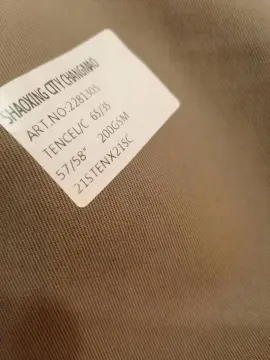 SHAOXING CITY CHANGMAO
ART.NO:2281305
TENCEL/C 65/35
57/58" 200GSM
21STENX21SC